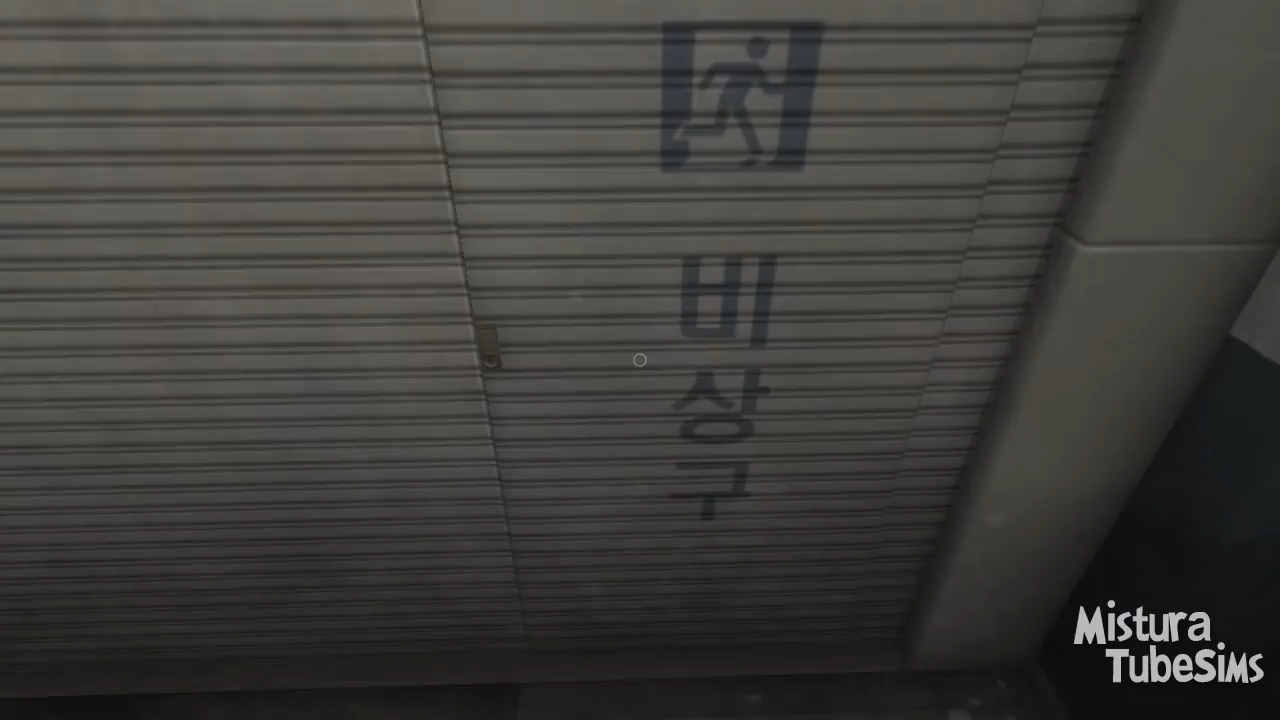 비
상
구
Mistura
TubeSims